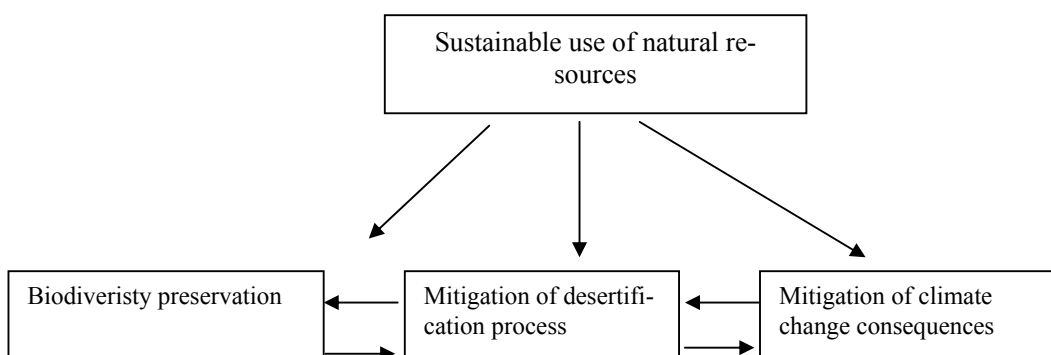 Sustainable use of natural re-
sources
Biodiveristy preservation
Mitigation of desertifi-
cation process
Mitigation of climate
change consequences